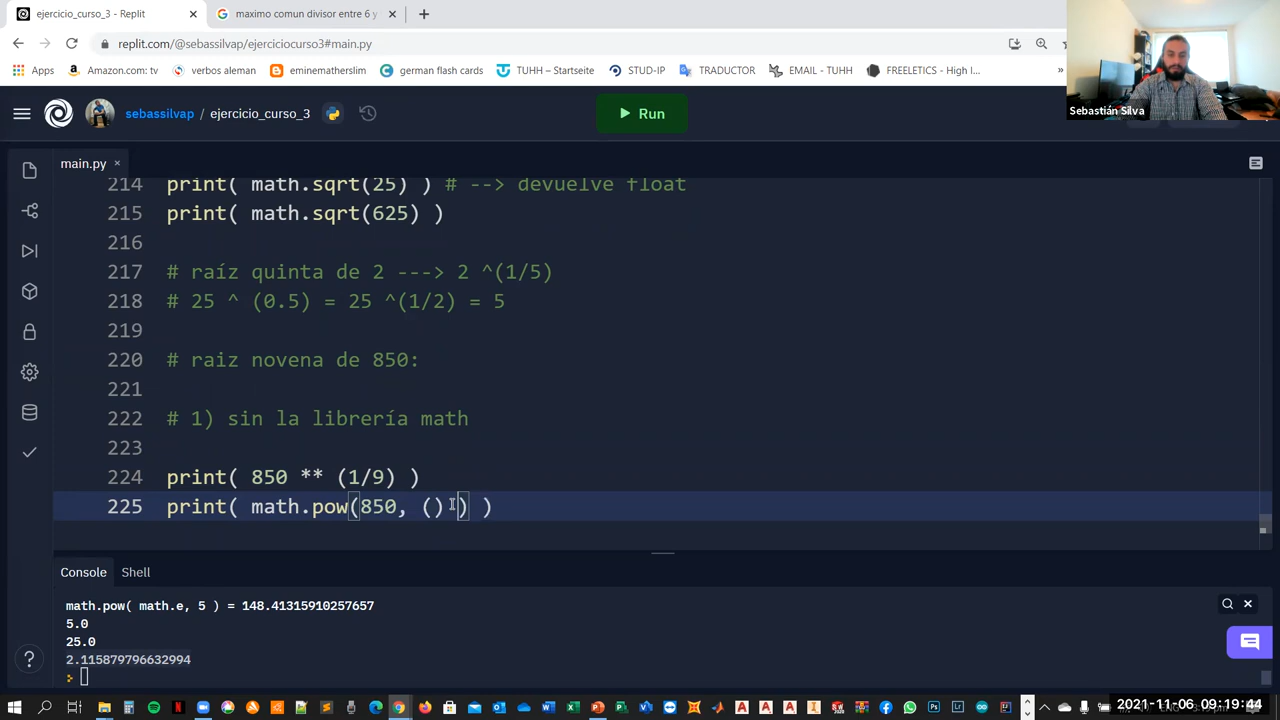 ejercicio_curso_3 - Replit
maximo comun divisor entre 6 y
replit.com/@sebassilvap/ejerciciocurso3#main.py
Apps
Amazon.com: tv
verbos aleman
eminemathslim
german flash cards
TUHH – Startseite
STUD-IP
TRADUCTOR
EMAIL - TUHH
FREELETICS - High I...
»
Sebastián Silva
sebassilvap / ejercicio_curso_3
Run
main.py
214 print( math.sqrt(25) ) # --> devuelve float
215 print( math.sqrt(625) )
216
217 # raíz quinta de 2 ---> 2 ^(1/5)
218 # 25 ^ (0.5) = 25 ^(1/2) = 5
219
220 # raiz novena de 850:
221
222 # 1) sin la librería math
223
224 print( 850 ** (1/9) )
225 print( math.pow(850, () ) )
Console
Shell
math.pow( math.e, 5 ) = 148.41315910257657
5.0
25.0
2.115879796632994
2021-11-06 09:19:44